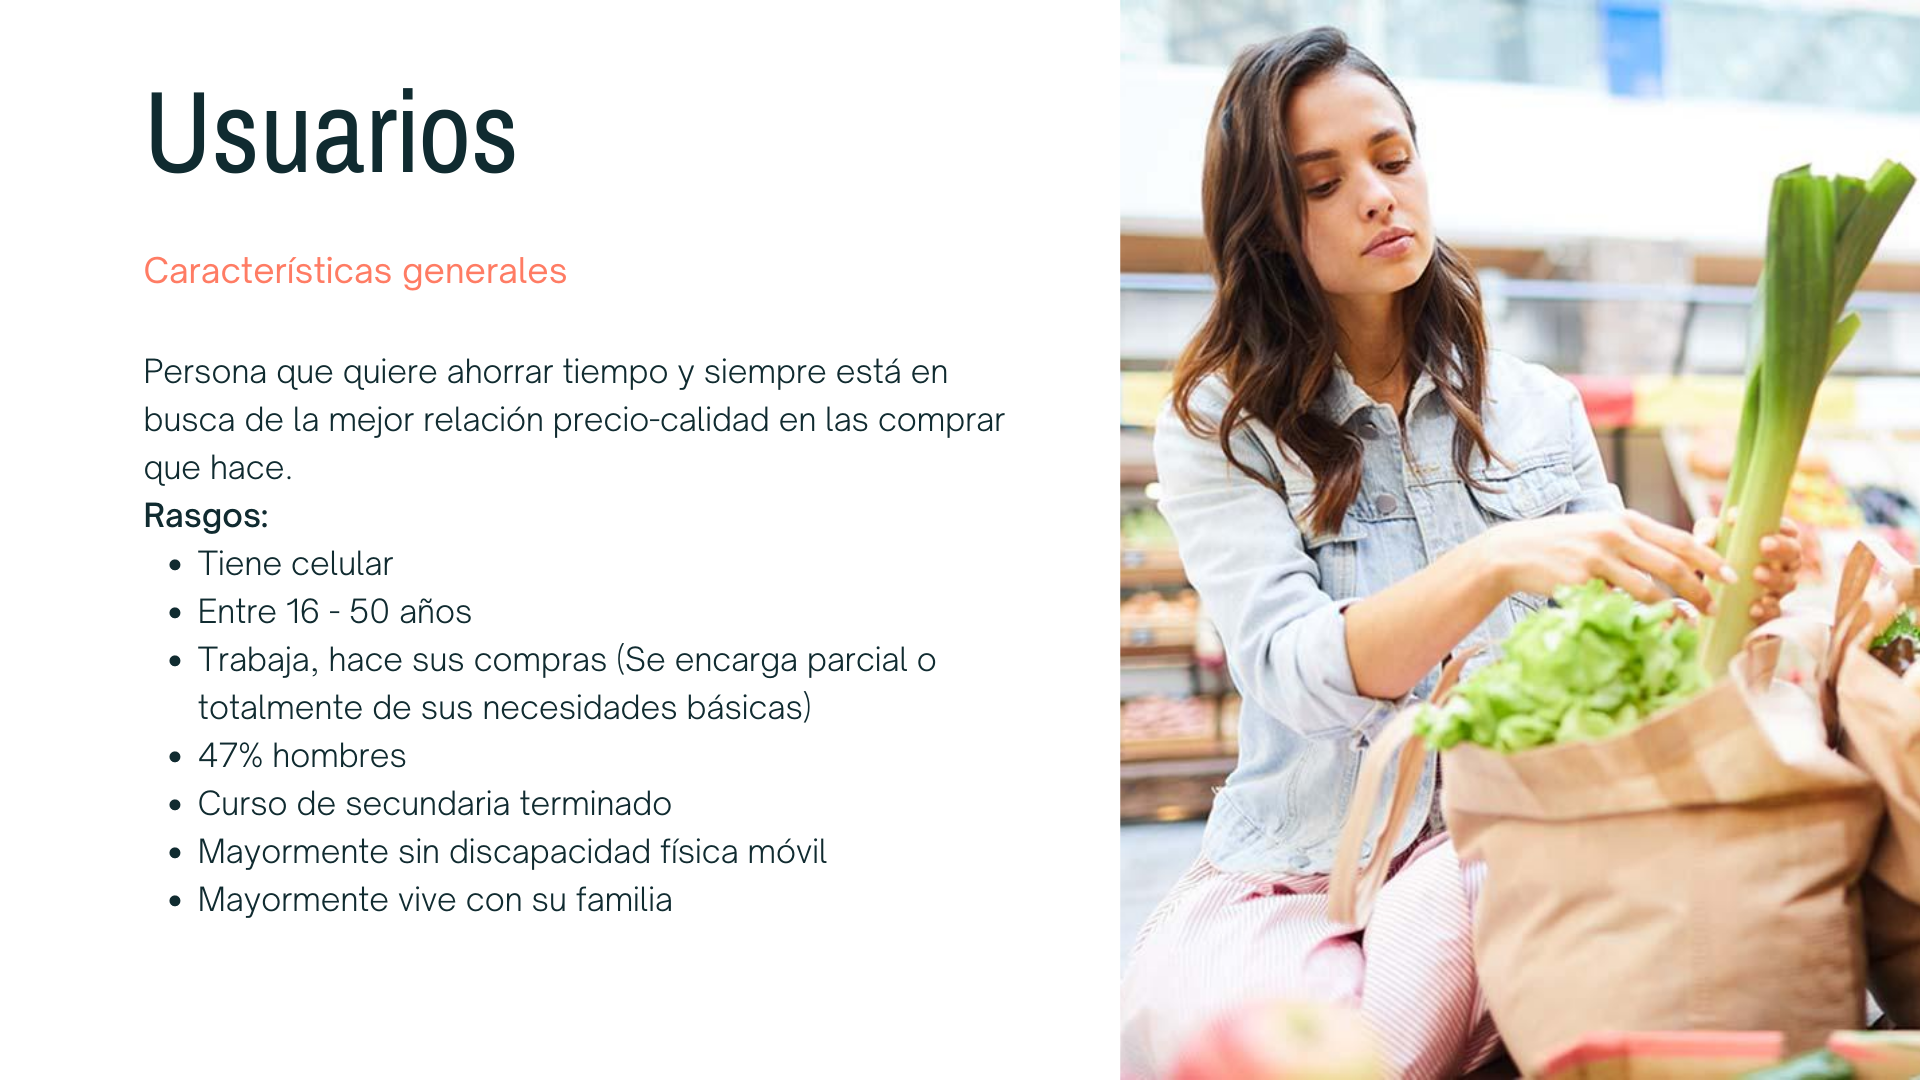 Usuarios
Características generales
Persona que quiere ahorrar tiempo y siempre está en
busca de la mejor relación precio-calidad en las comprar
que hace.
Rasgos:
• Tiene celular
• Entre 16 - 50 años
• Trabaja, hace sus compras (Se encarga parcial o
totalmente de sus necesidades básicas)
• 47% hombres
• Curso de secundaria terminado
• Mayormente sin discapacidad física móvil
• Mayormente vive con su familia